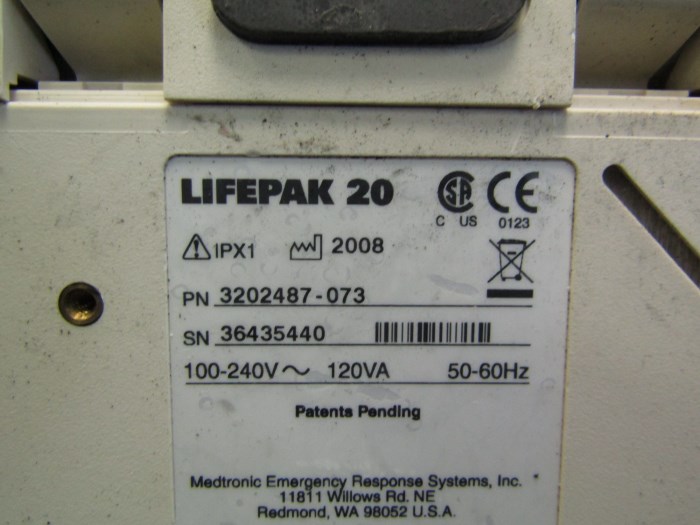 LIFEPAK 20
C US 0123
IPX1 2008
PN 3202487-073
SN 36435440
100-240V~ 120VA 50-60Hz
Patents Pending
Medtronic Emergency Response Systems, Inc.
11811 Willows Rd. NE
Redmond, WA 98052 U.S.A.